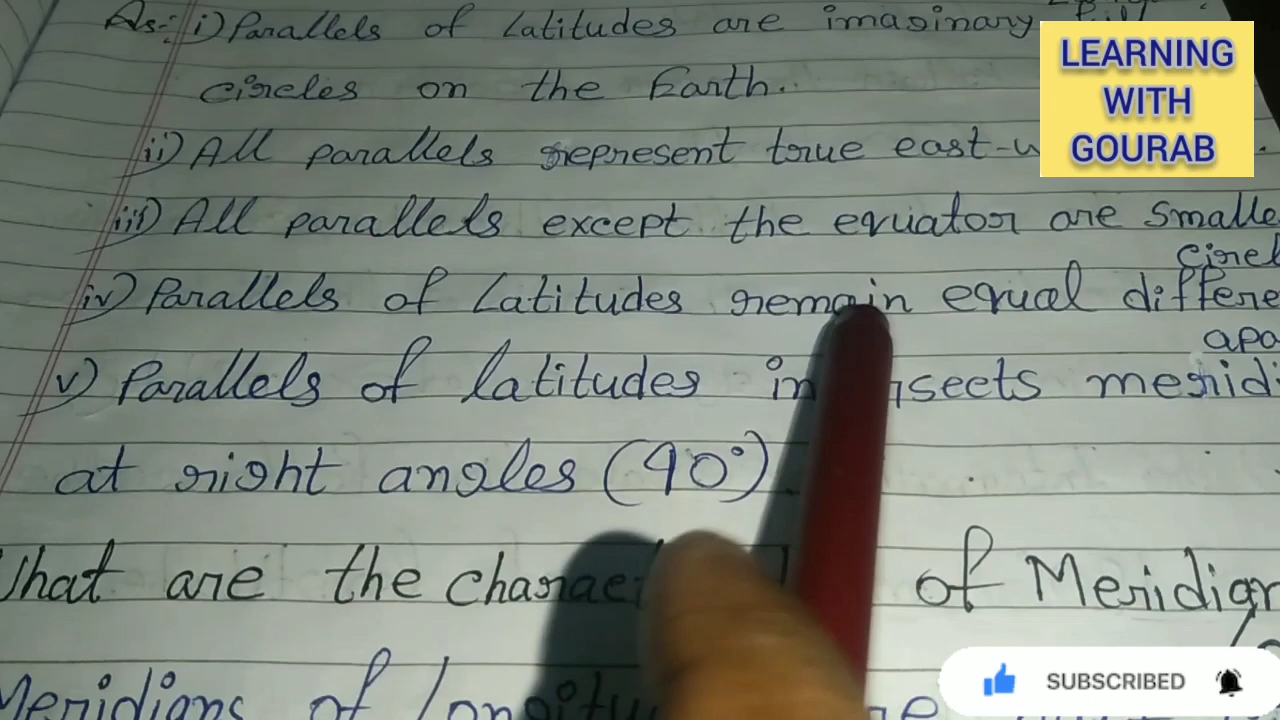 As:- i) Parallels of Latitudes are imaginary
circles on the Earth.
ii) All parallels represent true east-w
iii) All parallels except the equator are smalle
circl
iv) Parallels of Latitudes remain equal differe
apa
v) Parallels of latitudes in rsects meridi
at right angles (90°).
What are the charac of Meridian
Meridians of longitu
LEARNING
WITH
GOURAB
SUBSCRIBED